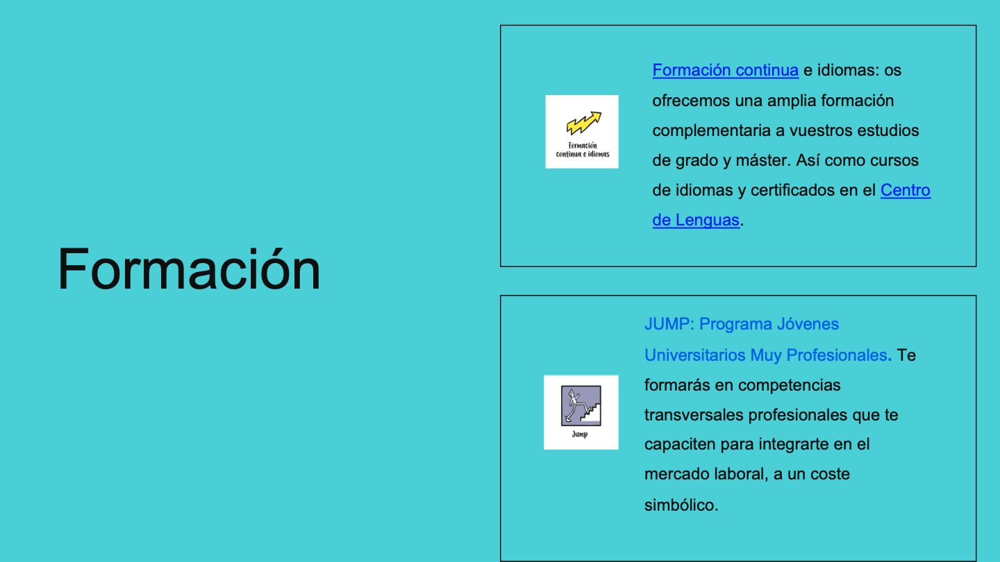 Formación
Formación continua e idiomas: os
ofrecemos una amplia formación
complementaria a vuestros estudios
de grado y máster. Así como cursos
de idiomas y certificados en el Centro
de Lenguas.
Formación
continua e idiomas
JUMP: Programa Jóvenes
Universitarios Muy Profesionales. Te
formarás en competencias
transversales profesionales que te
capaciten para integrarte en el
mercado laboral, a un coste
simbólico.
Jump